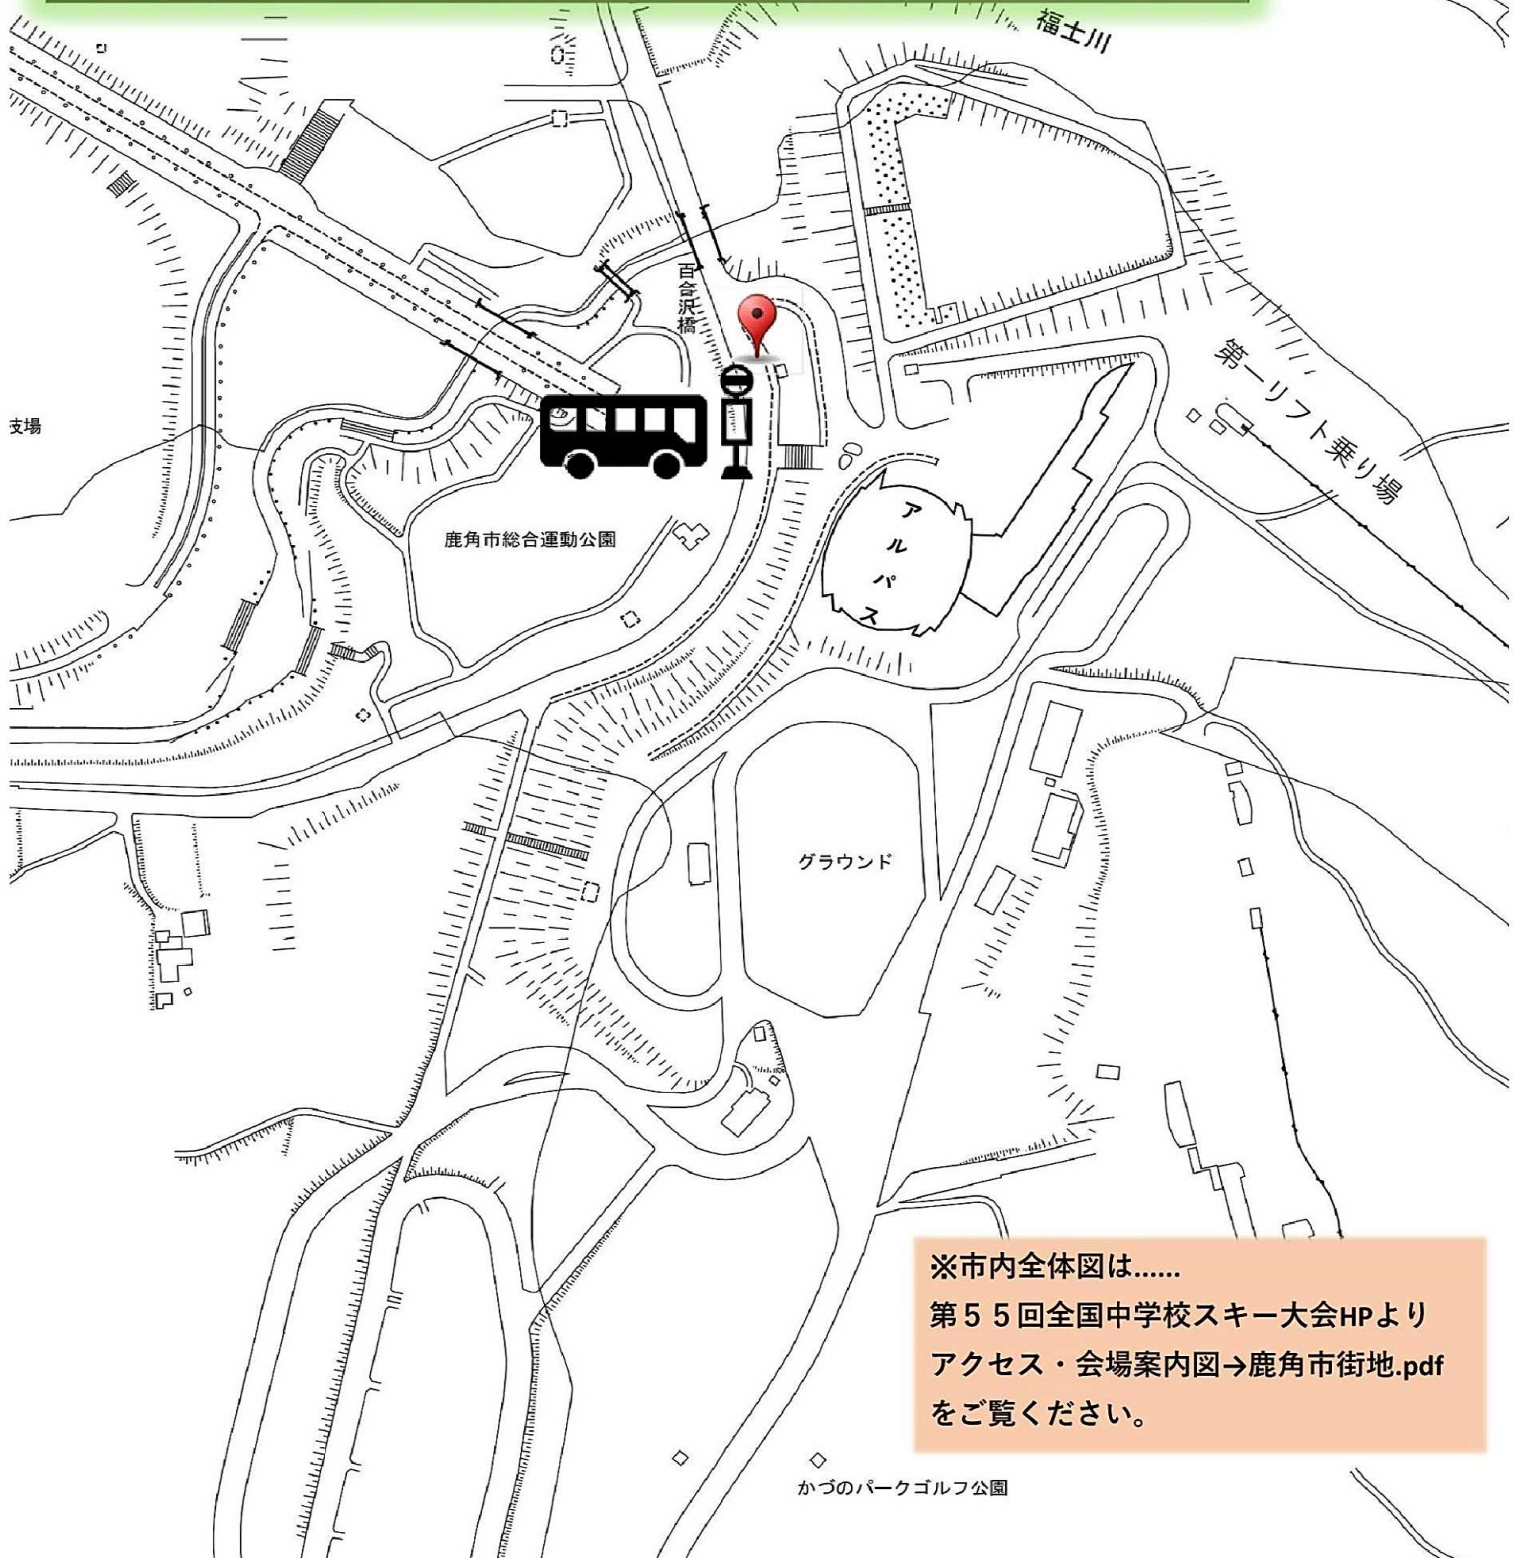 福士川
百合沢橋
第一リフト乗り場
技場
アルパス
鹿角市総合運動公園
グラウンド
※市内全体図は……
第５５回全国中学校スキー大会HPより
アクセス・会場案内図→鹿角市街地.pdf
をご覧ください。
かづのパークゴルフ公園